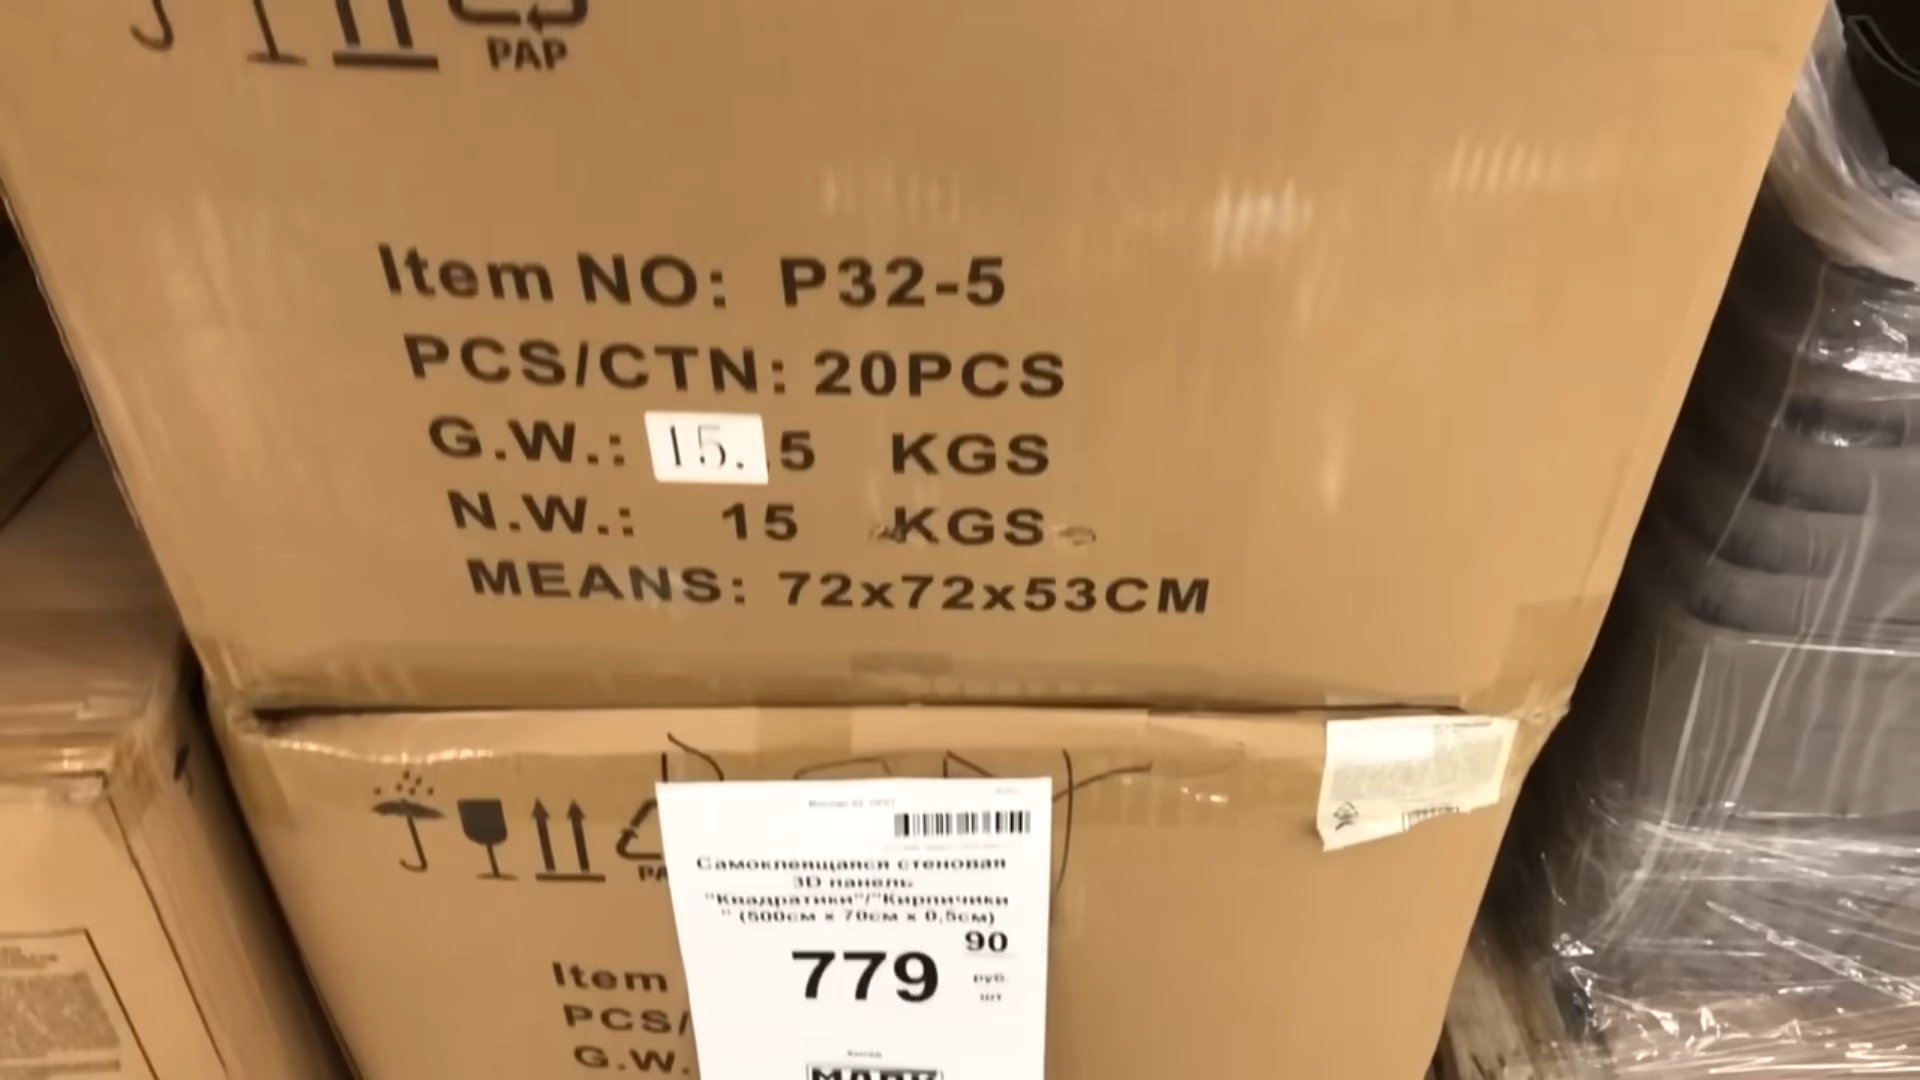 PAP
Item NO: P32-5
PCS/CTN: 20PCS
G.W.: 15. 5 KGS
N.W.: 15 KGS
MEANS: 72x72x53CM
Самоклеящаяся стеновая
3D панель
"Квадратики"/"Кирпичики
" (500см x 70см x 0,5см)
779 90
руб.
шт
Item
PCS/
G.W.